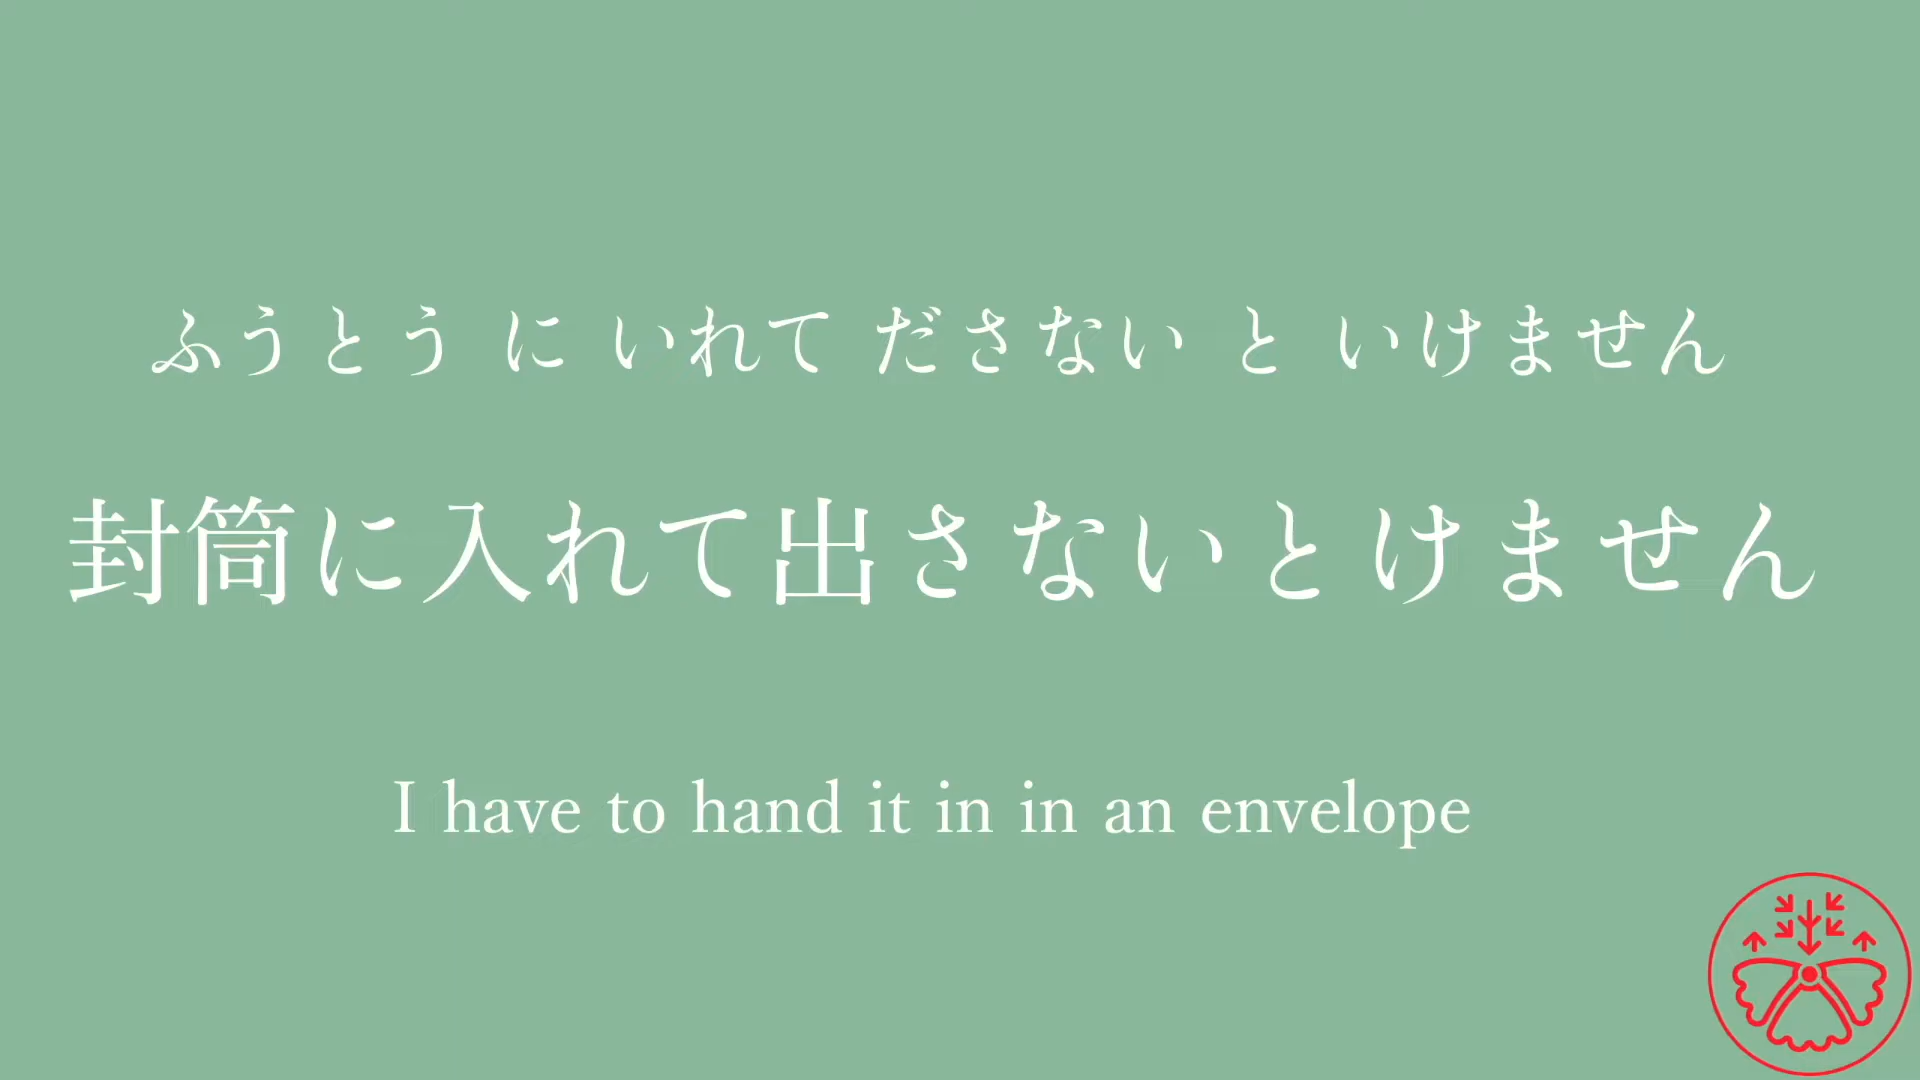 ふうとう に いれて ださない と いけません
封筒に入れて出さないとけません
I have to hand it in in an envelope